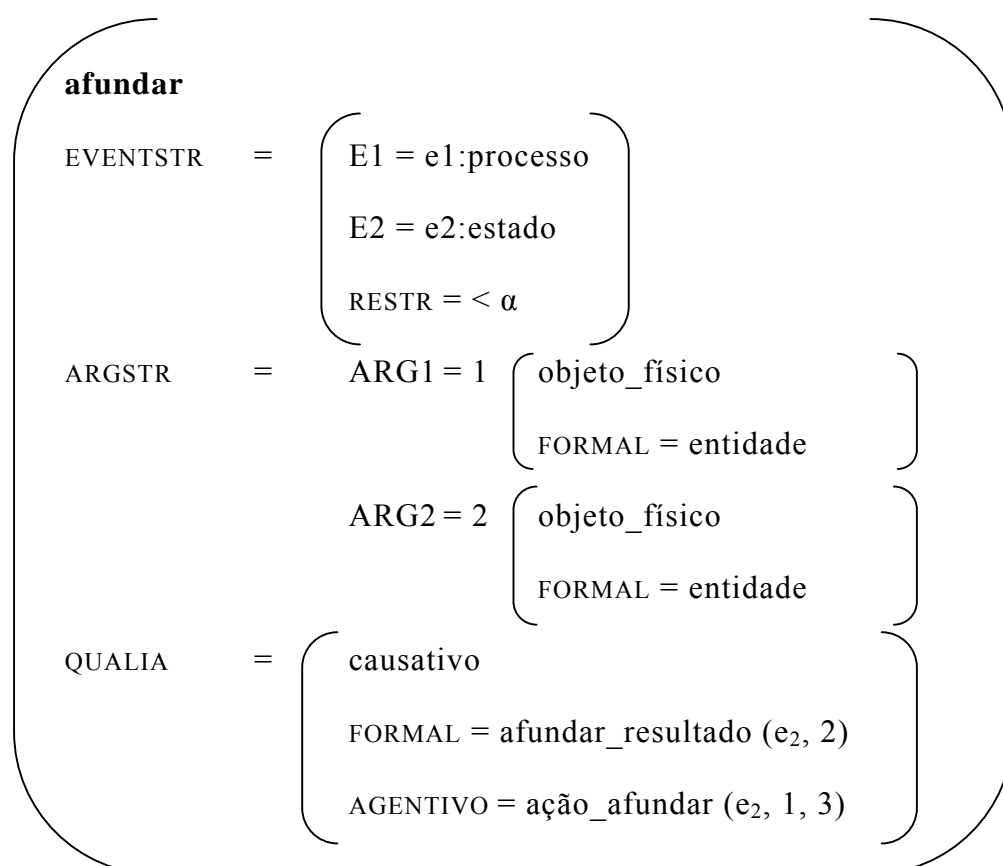 afundar
EVENTSTR = E1 = e1:processo
E2 = e2:estado
RESTR = < α
ARGSTR = ARG1 = 1 objeto_físico
FORMAL = entidade
ARG2 = 2 objeto_físico
FORMAL = entidade
QUALIA = causativo
FORMAL = afundar_resultado (e₂, 2)
AGENTIVO = ação_afundar (e₂, 1, 3)